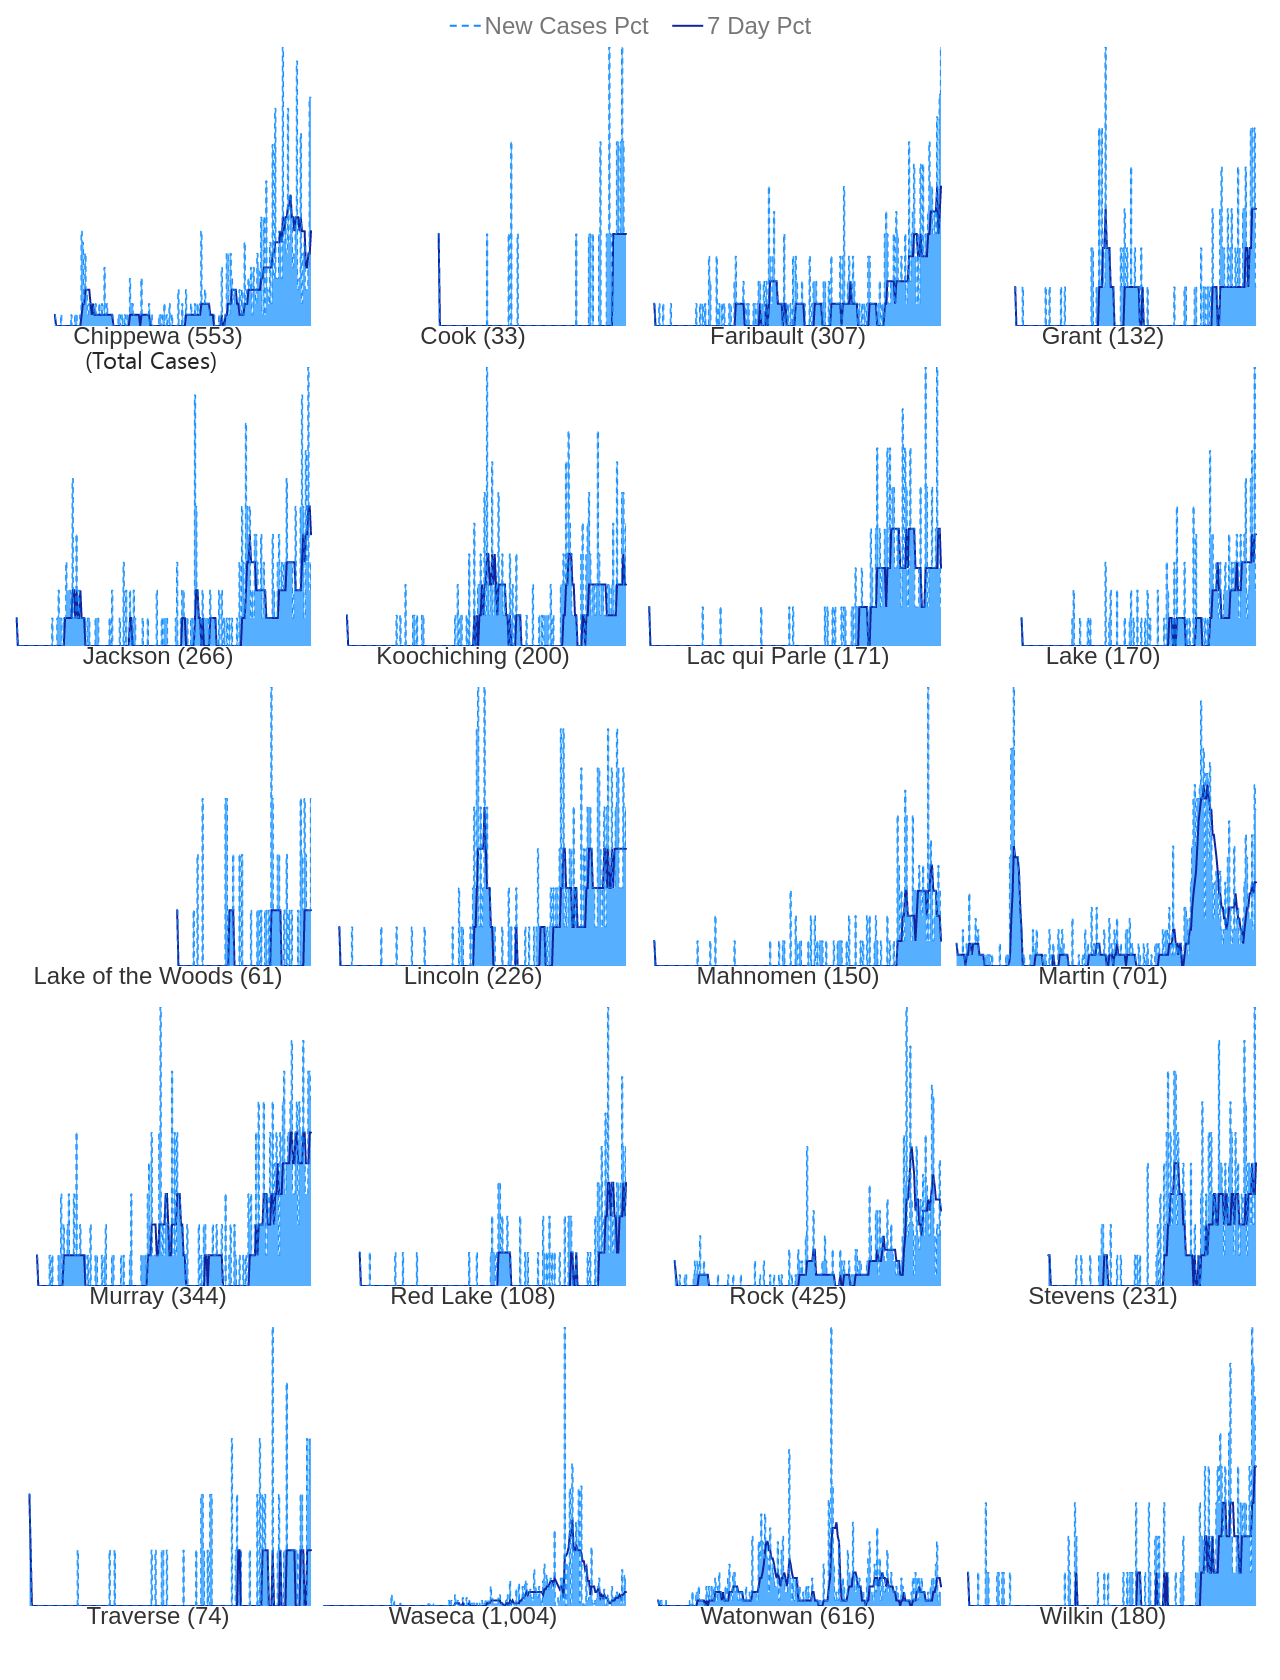 New Cases Pct 7 Day Pct
Chippewa (553) Cook (33) Faribault (307) Grant (132)
(Total Cases)
Jackson (266) Koochiching (200) Lac qui Parle (171) Lake (170)
Lake of the Woods (61) Lincoln (226) Mahnomen (150) Martin (701)
Murray (344) Red Lake (108) Rock (425) Stevens (231)
Traverse (74) Waseca (1,004) Watonwan (616) Wilkin (180)